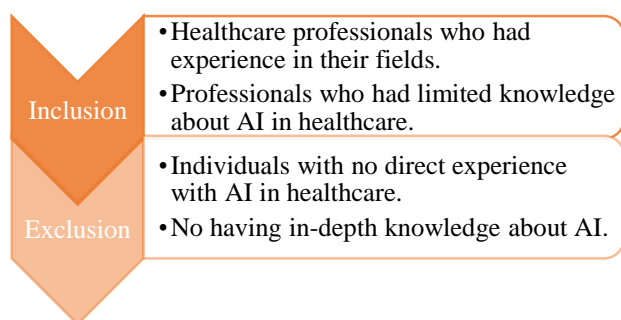 Inclusion
•Healthcare professionals who had
experience in their fields.
•Professionals who had limited knowledge
about AI in healthcare.
Exclusion
•Individuals with no direct experience
with AI in healthcare.
•No having in-depth knowledge about AI.